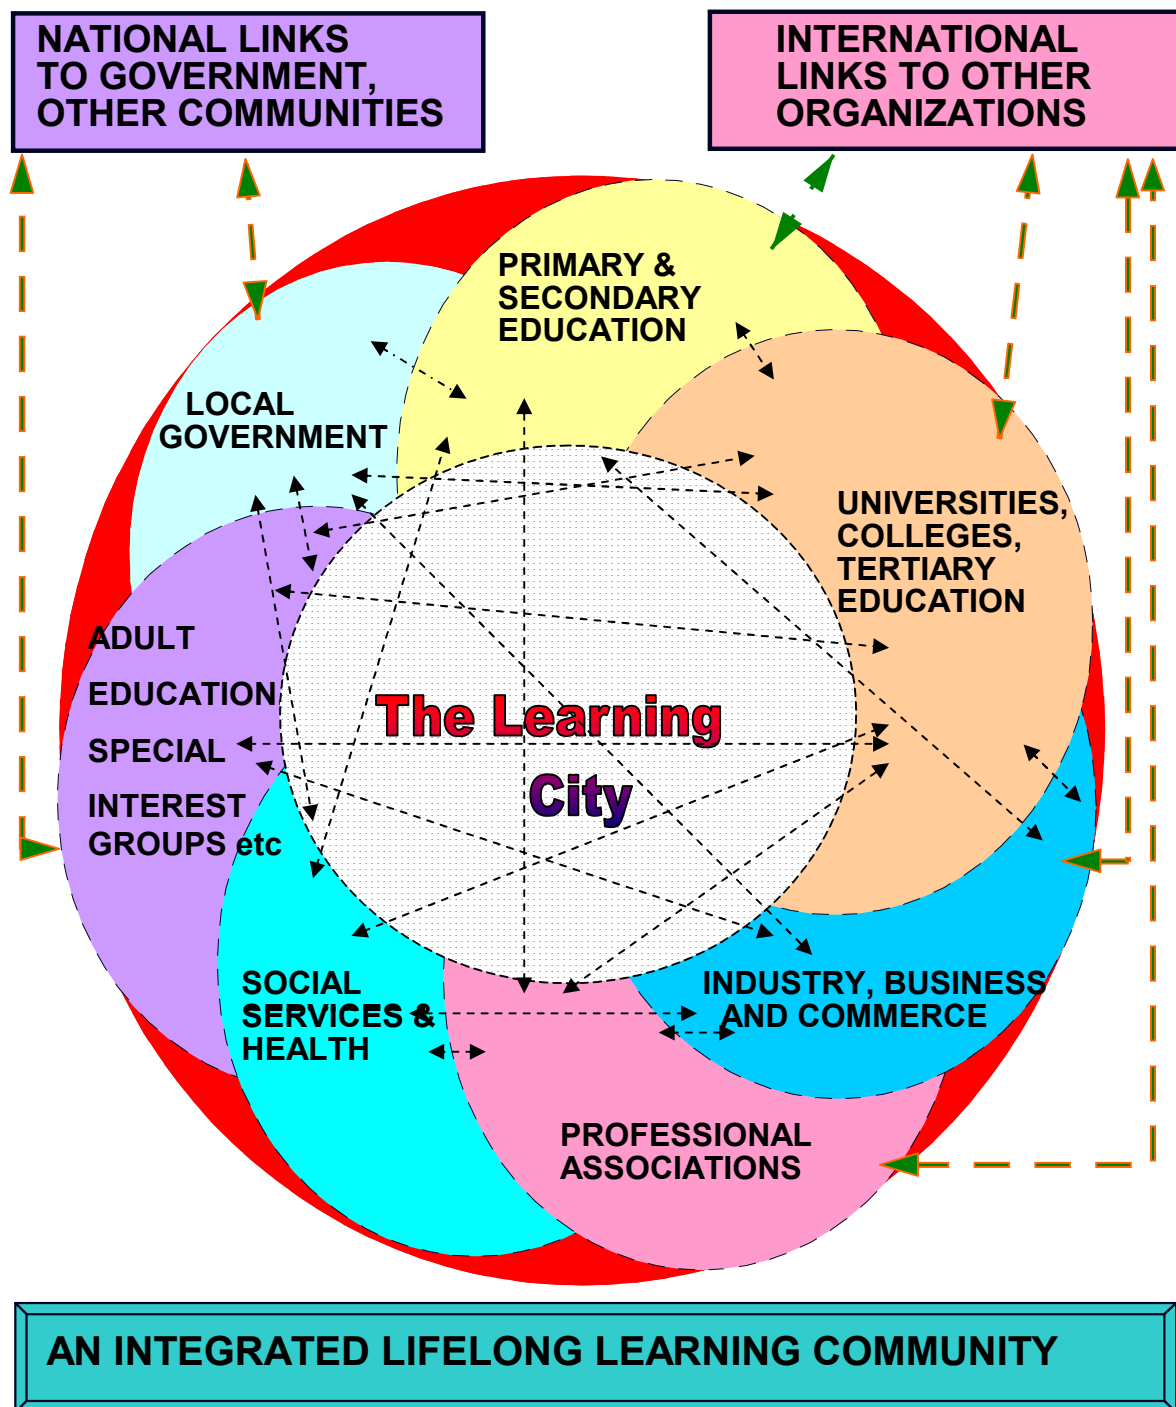 NATIONAL LINKS
TO GOVERNMENT,
OTHER COMMUNITIES
INTERNATIONAL
LINKS TO OTHER
ORGANIZATIONS
PRIMARY &
SECONDARY
EDUCATION
LOCAL
GOVERNMENT
UNIVERSITIES,
COLLEGES,
TERTIARY
EDUCATION
ADULT
EDUCATION
SPECIAL
INTEREST
GROUPS etc
The Learning
City
SOCIAL
SERVICES &
HEALTH
INDUSTRY, BUSINESS
AND COMMERCE
PROFESSIONAL
ASSOCIATIONS
AN INTEGRATED LIFELONG LEARNING COMMUNITY